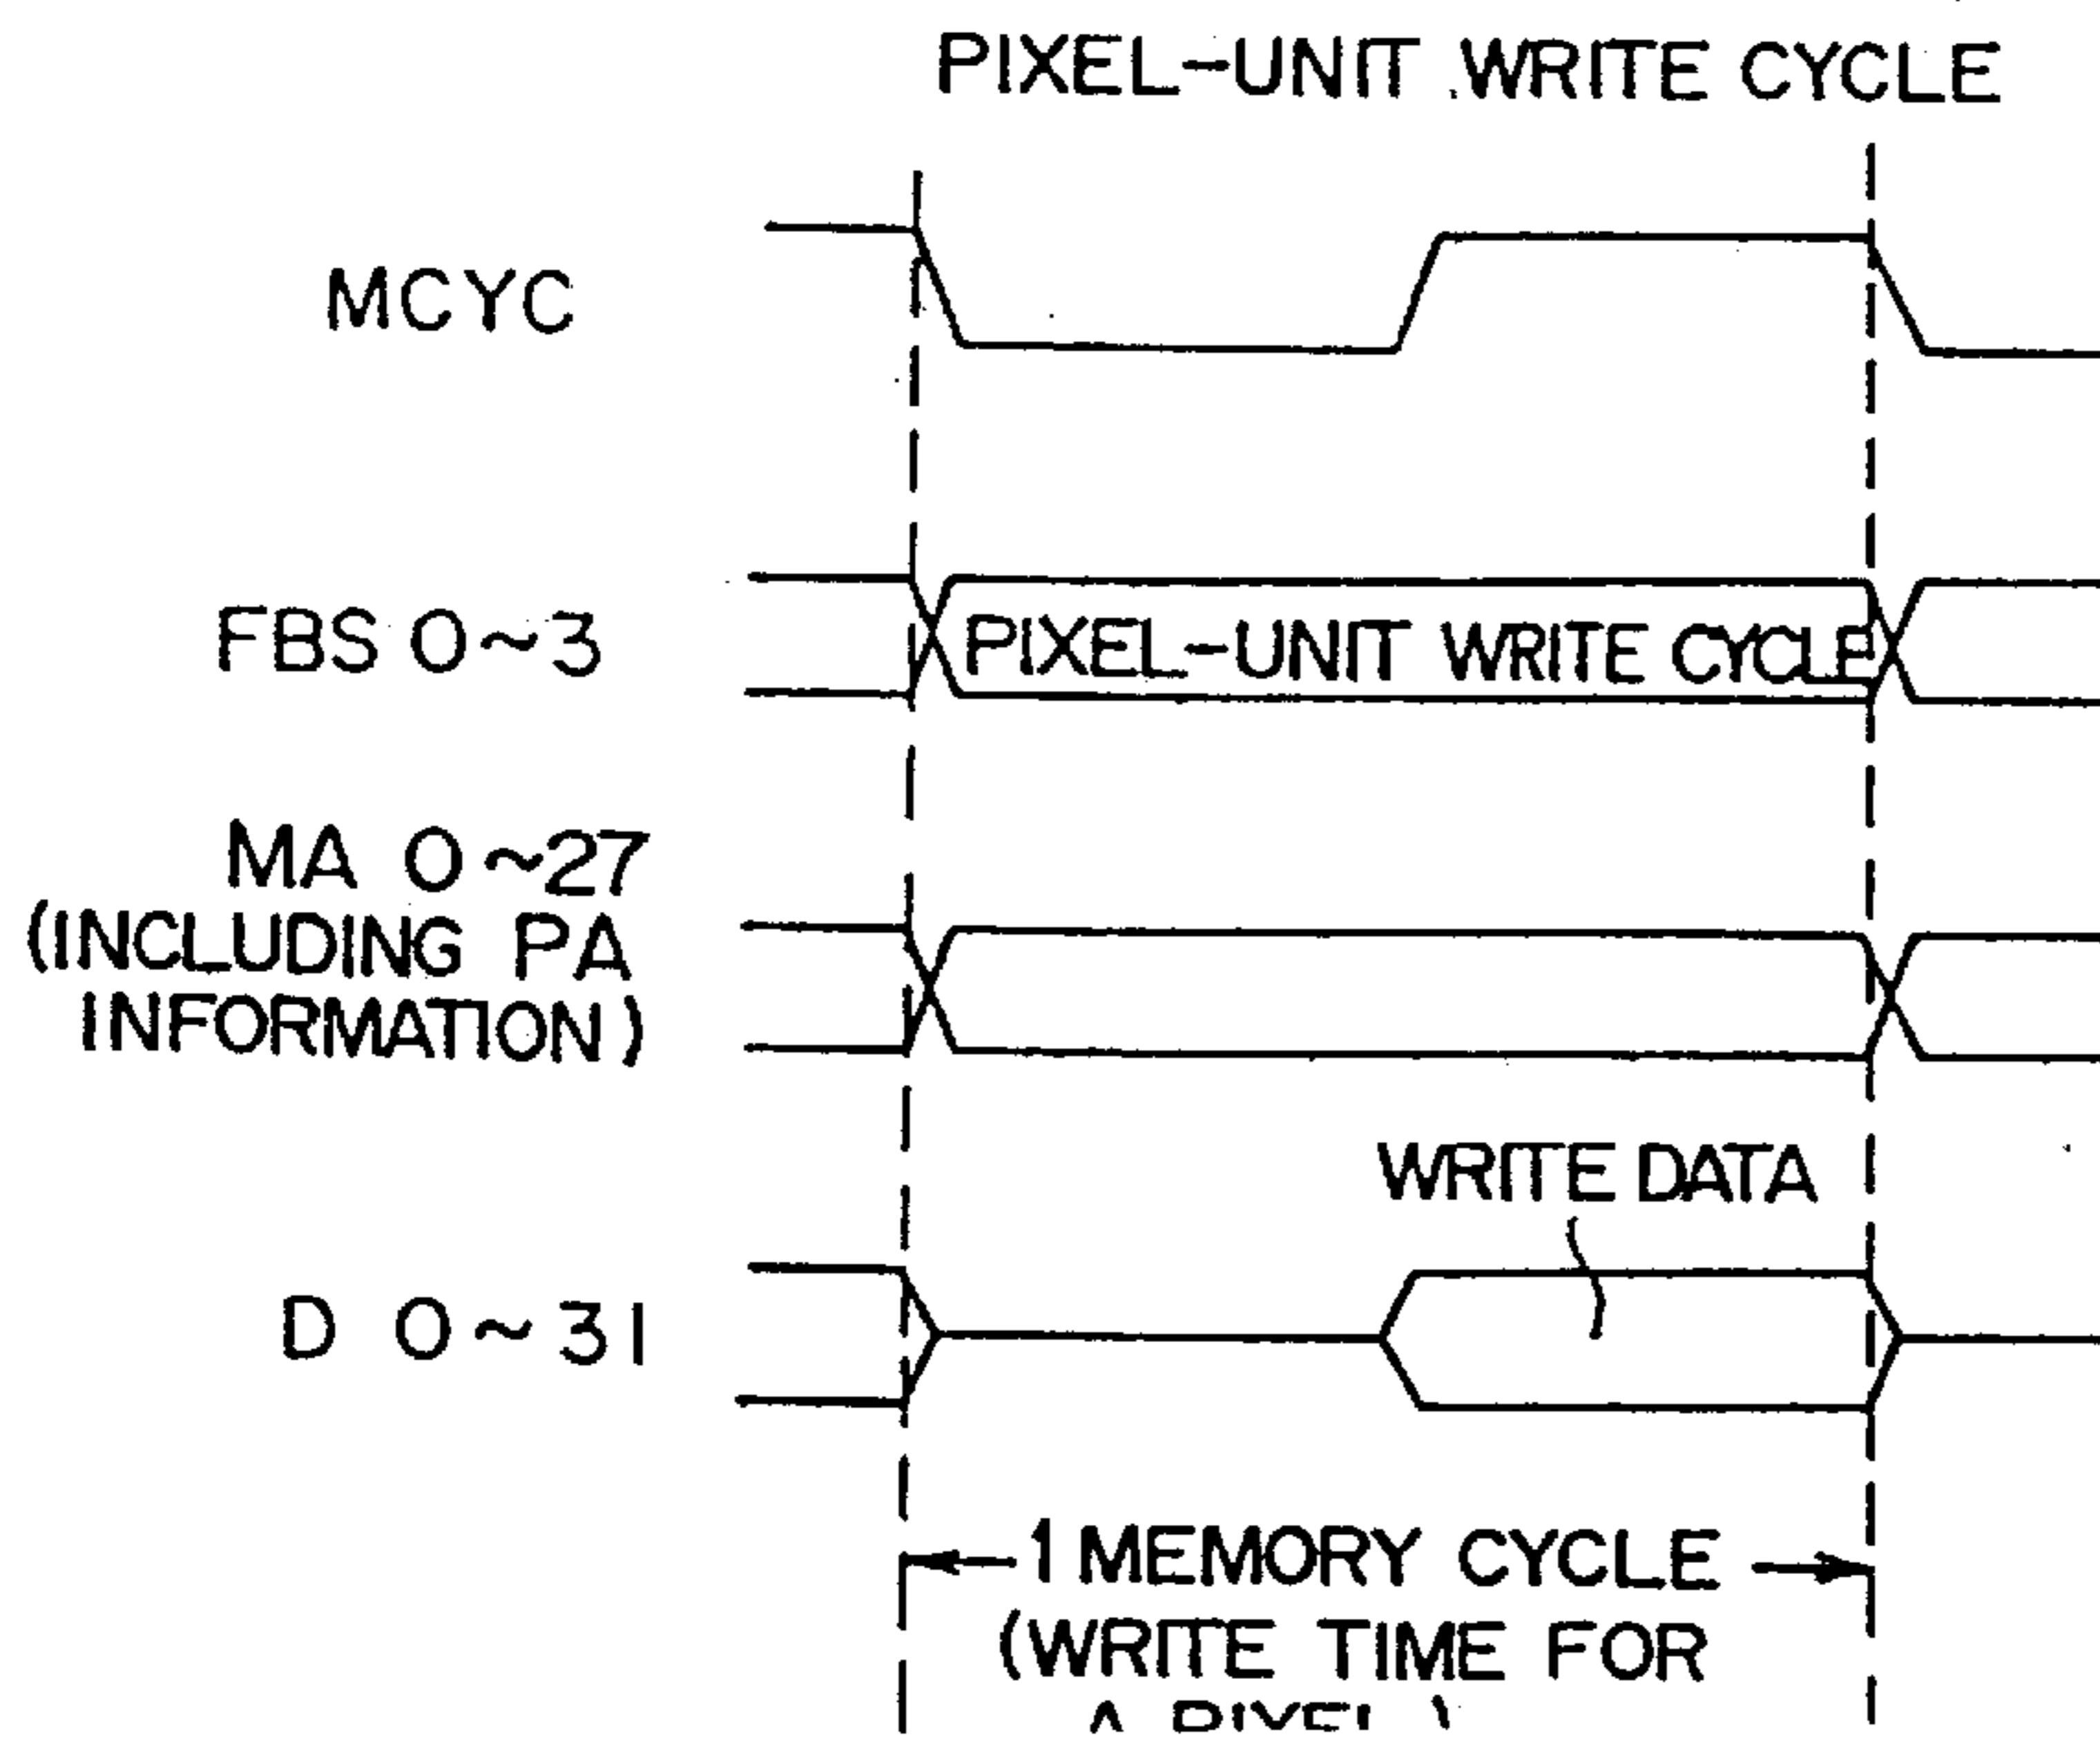 PIXEL-UNIT WRITE CYCLE
MCYC
FBS 0~3
PIXEL-UNIT WRITE CYCLE
MA 0~27
(INCLUDING PA
INFORMATION)
WRITE DATA
D 0~31
1 MEMORY CYCLE
(WRITE TIME FOR
A PIXEL)